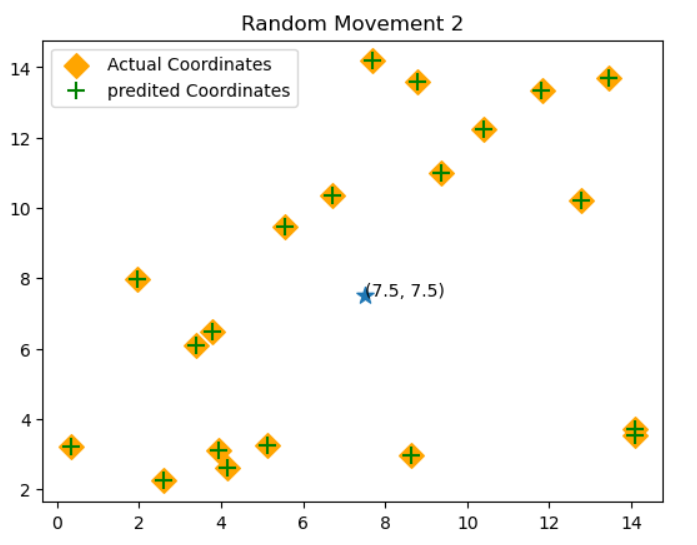 Random Movement 2
Actual Coordinates
predited Coordinates
14
12
10
8
6
4
2
(7.5, 7.5)
0 2 4 6 8 10 12 14